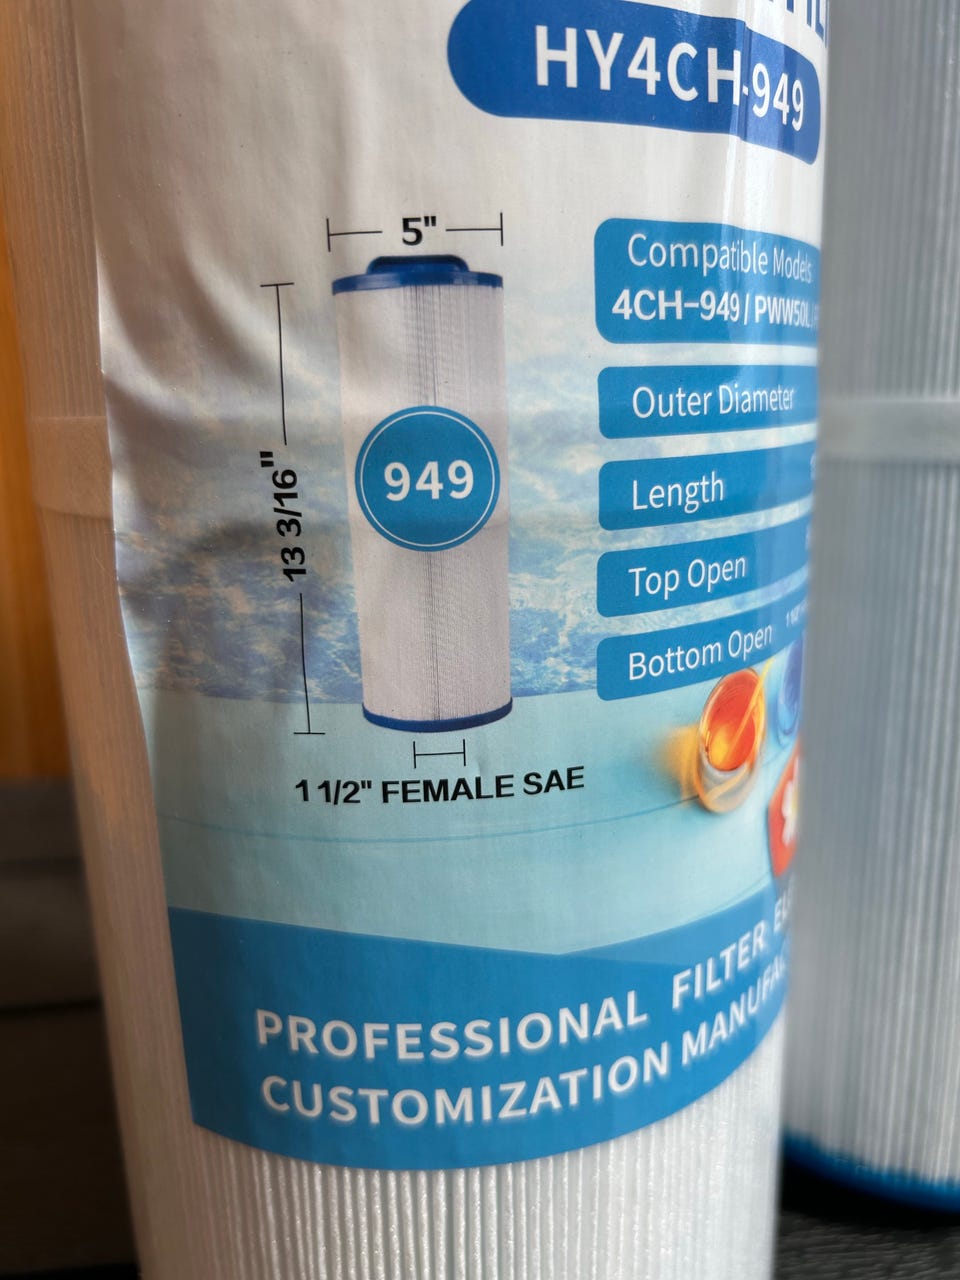 HY4CH-949
5"
13 3/16"
949
1 1/2" FEMALE SAE
Compatible Models
4CH-949 / PWW50L /
Outer Diameter
Length
Top Open
Bottom Open
PROFESSIONAL FILTER
CUSTOMIZATION